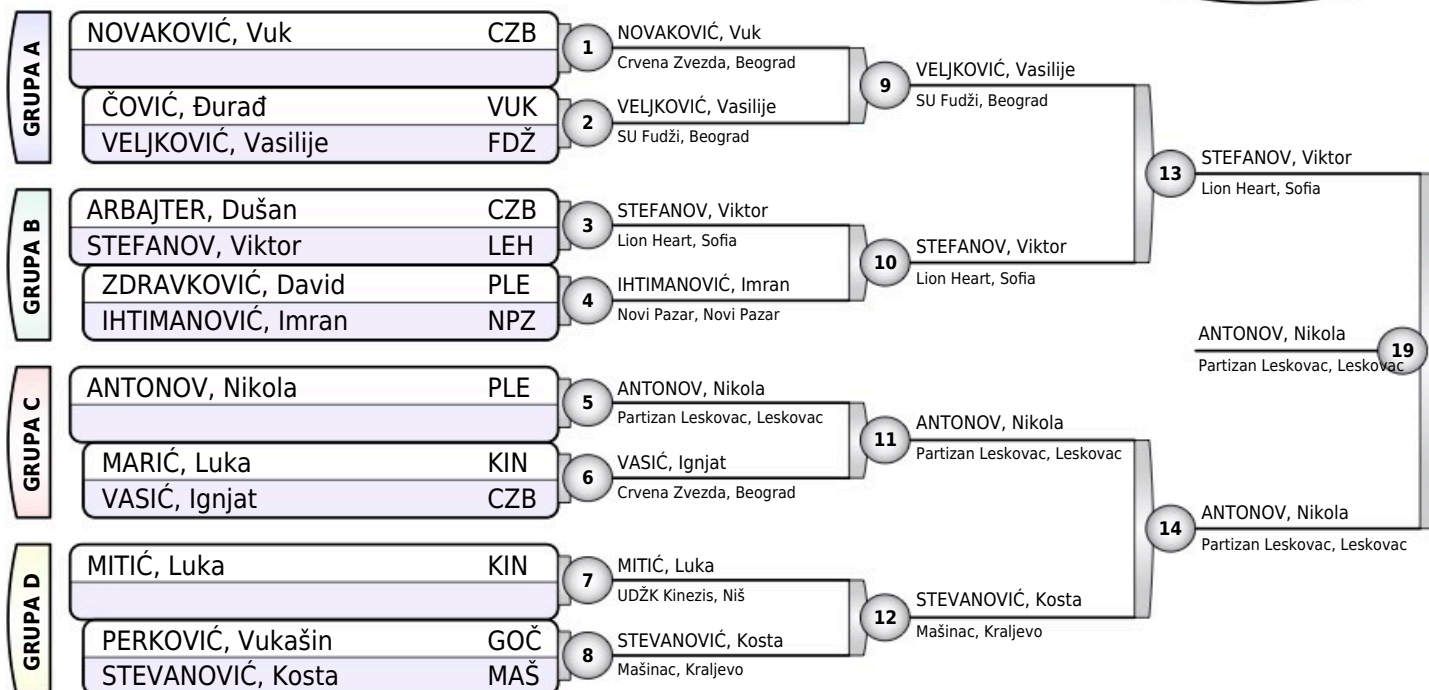 GRUPA A
NOVAKOVIĆ, Vuk CZB
ČOVIĆ, Đurađ VUK
VELJKOVIĆ, Vasilije FDŽ
GRUPA B
ARBAJTER, Dušan CZB
STEFANOV, Viktor LEH
ZDRAVKOVIĆ, David PLE
IHTIMANOVIĆ, Imran NPZ
GRUPA C
ANTONOV, Nikola PLE
MARIĆ, Luka KIN
VASIĆ, Ignjat CZB
GRUPA D
MITIĆ, Luka KIN
PERKOVIĆ, Vukašin GOČ
STEVANOVIĆ, Kosta MAŠ
1
NOVAKOVIĆ, Vuk
Crvena Zvezda, Beograd
2
VELJKOVIĆ, Vasilije
SU Fudži, Beograd
3
STEFANOV, Viktor
Lion Heart, Sofia
4
IHTIMANOVIĆ, Imran
Novi Pazar, Novi Pazar
5
ANTONOV, Nikola
Partizan Leskovac, Leskovac
6
VASIĆ, Ignjat
Crvena Zvezda, Beograd
7
MITIĆ, Luka
UDŽK Kinezis, Niš
8
STEVANOVIĆ, Kosta
Mašinac, Kraljevo
9
VELJKOVIĆ, Vasilije
SU Fudži, Beograd
10
STEFANOV, Viktor
Lion Heart, Sofia
11
ANTONOV, Nikola
Partizan Leskovac, Leskovac
12
STEVANOVIĆ, Kosta
Mašinac, Kraljevo
13
STEFANOV, Viktor
Lion Heart, Sofia
14
ANTONOV, Nikola
Partizan Leskovac, Leskovac
ANTONOV, Nikola
19
Partizan Leskovac, Leskovac